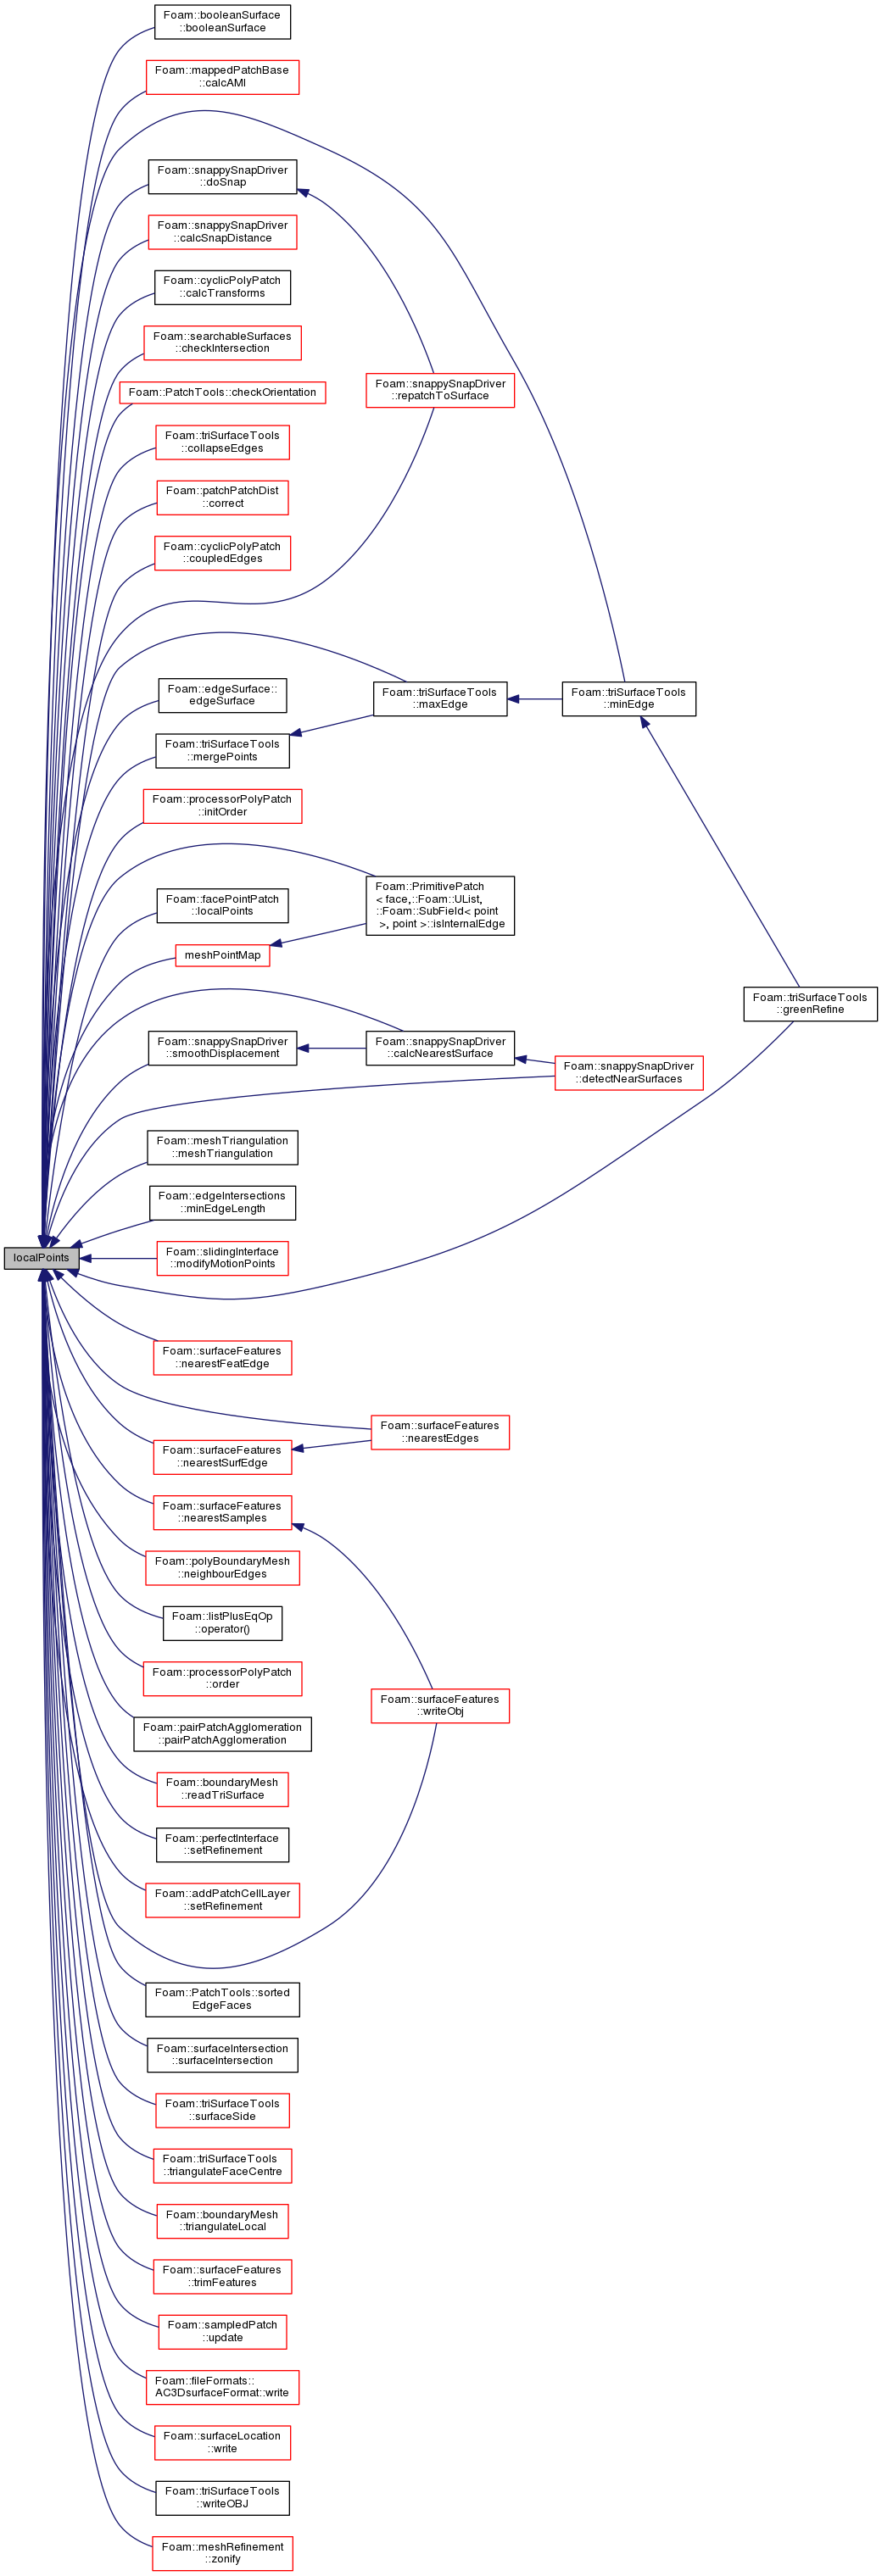 Foam::booleanSurface
::booleanSurface
Foam::mappedPatchBase
::calcAMI
Foam::snappySnapDriver
::doSnap
Foam::snappySnapDriver
::calcSnapDistance
Foam::cyclicPolyPatch
::calcTransforms
Foam::searchableSurfaces
::checkIntersection
Foam::snappySnapDriver
::repatchToSurface
Foam::PatchTools::checkOrientation
Foam::triSurfaceTools
::collapseEdges
Foam::patchPatchDist
::correct
Foam::cyclicPolyPatch
::coupledEdges
Foam::edgeSurface::
edgeSurface
Foam::triSurfaceTools
::maxEdge
Foam::triSurfaceTools
::minEdge
Foam::triSurfaceTools
::mergePoints
Foam::processorPolyPatch
::initOrder
Foam::facePointPatch
::localPoints
Foam::PrimitivePatch
< face,::Foam::UList,
::Foam::SubField< point
 >, point >::isInternalEdge
meshPointMap
Foam::triSurfaceTools
::greenRefine
Foam::snappySnapDriver
::smoothDisplacement
Foam::snappySnapDriver
::calcNearestSurface
Foam::snappySnapDriver
::detectNearSurfaces
Foam::meshTriangulation
::meshTriangulation
Foam::edgeIntersections
::minEdgeLength
localPoints
Foam::slidingInterface
::modifyMotionPoints
Foam::surfaceFeatures
::nearestFeatEdge
Foam::surfaceFeatures
::nearestEdges
Foam::surfaceFeatures
::nearestSurfEdge
Foam::surfaceFeatures
::nearestSamples
Foam::polyBoundaryMesh
::neighbourEdges
Foam::listPlusEqOp
::operator()
Foam::processorPolyPatch
::order
Foam::surfaceFeatures
::writeObj
Foam::pairPatchAgglomeration
::pairPatchAgglomeration
Foam::boundaryMesh
::readTriSurface
Foam::perfectInterface
::setRefinement
Foam::addPatchCellLayer
::setRefinement
Foam::PatchTools::sorted
EdgeFaces
Foam::surfaceIntersection
::surfaceIntersection
Foam::triSurfaceTools
::surfaceSide
Foam::triSurfaceTools
::triangulateFaceCentre
Foam::boundaryMesh
::triangulateLocal
Foam::surfaceFeatures
::trimFeatures
Foam::sampledPatch
::update
Foam::fileFormats::
AC3DsurfaceFormat::write
Foam::surfaceLocation
::write
Foam::triSurfaceTools
::writeOBJ
Foam::meshRefinement
::zonify